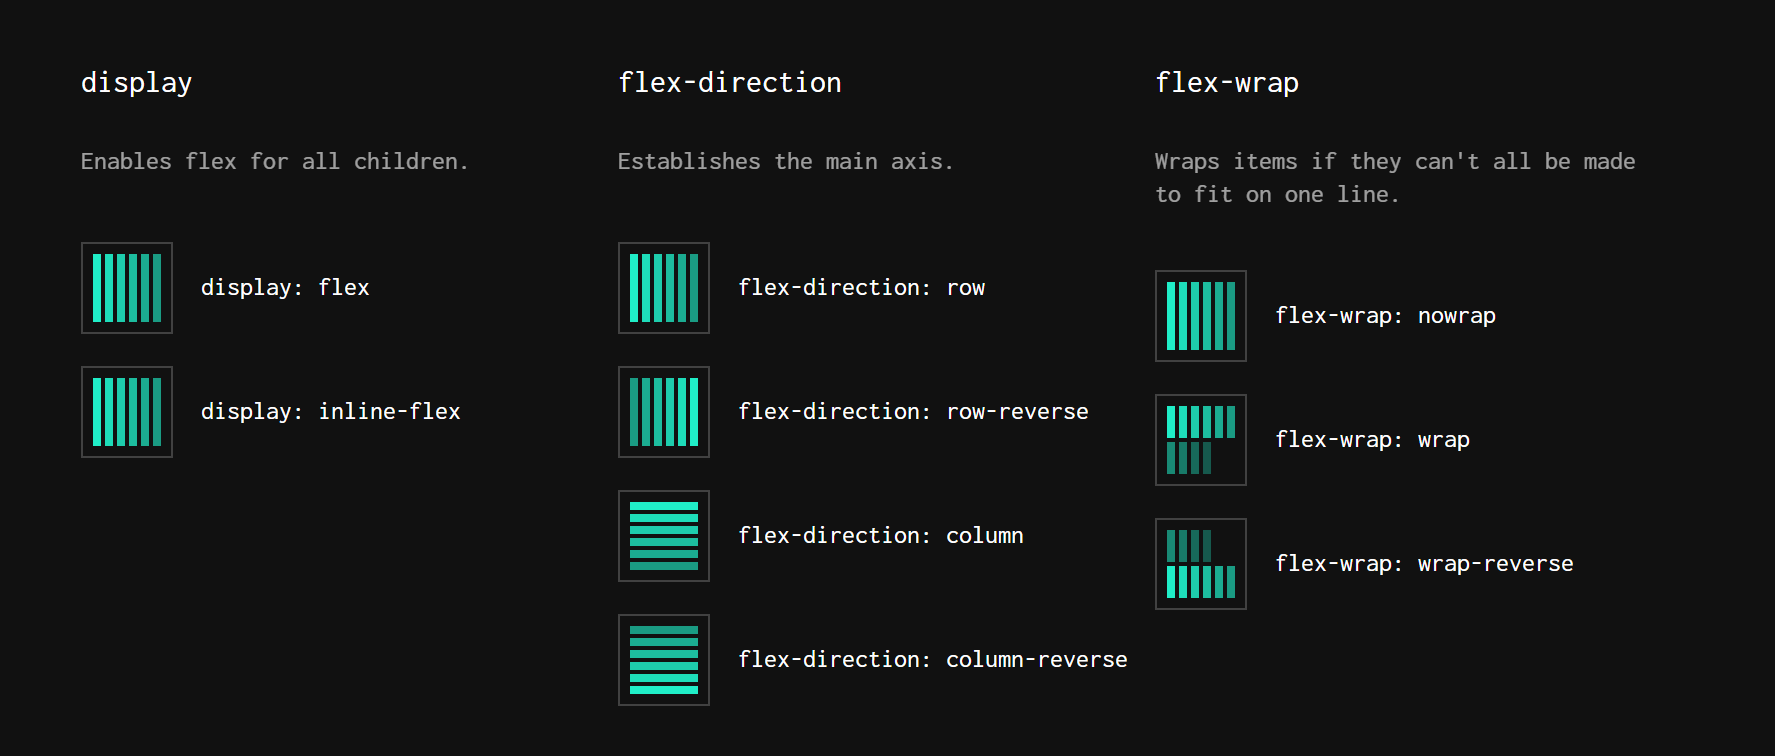 display
Enables flex for all children.
display: flex
display: inline-flex
flex-direction
Establishes the main axis.
flex-direction: row
flex-direction: row-reverse
flex-direction: column
flex-direction: column-reverse
flex-wrap
Wraps items if they can't all be made
to fit on one line.
flex-wrap: nowrap
flex-wrap: wrap
flex-wrap: wrap-reverse